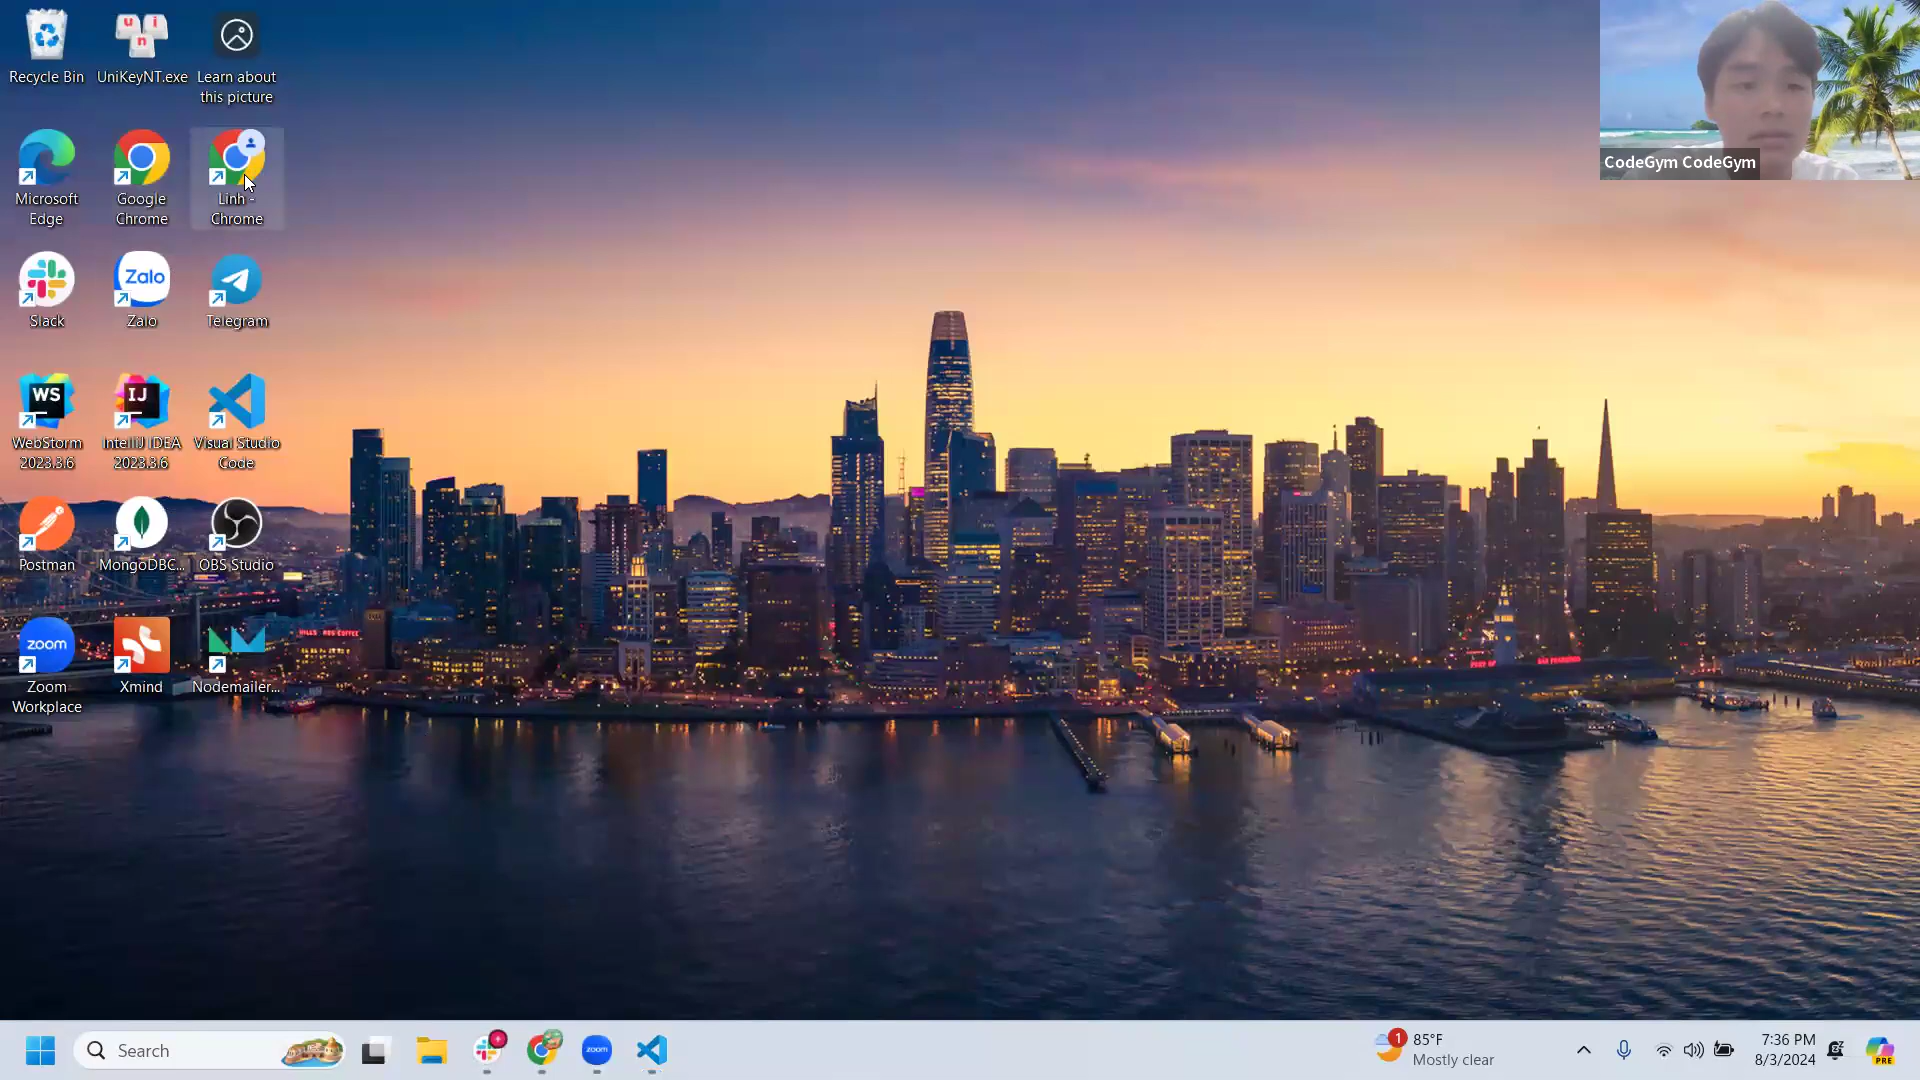 Recycle Bin
UniKeyNT.exe
Learn about
this picture
Microsoft
Edge
Google
Chrome
Linh -
Chrome
Slack
Zalo
Zalo
Telegram
WS
WebStorm
2023.3.6
IJ
IntelliJ IDEA
2023.3.6
Visual Studio
Code
Postman
MongoDBC...
OBS Studio
zoom
Zoom
Workplace
Xmind
Nodemailer...
CodeGym CodeGym
Search
zoom
1
85°F
Mostly clear
7:36 PM
8/3/2024
PRE